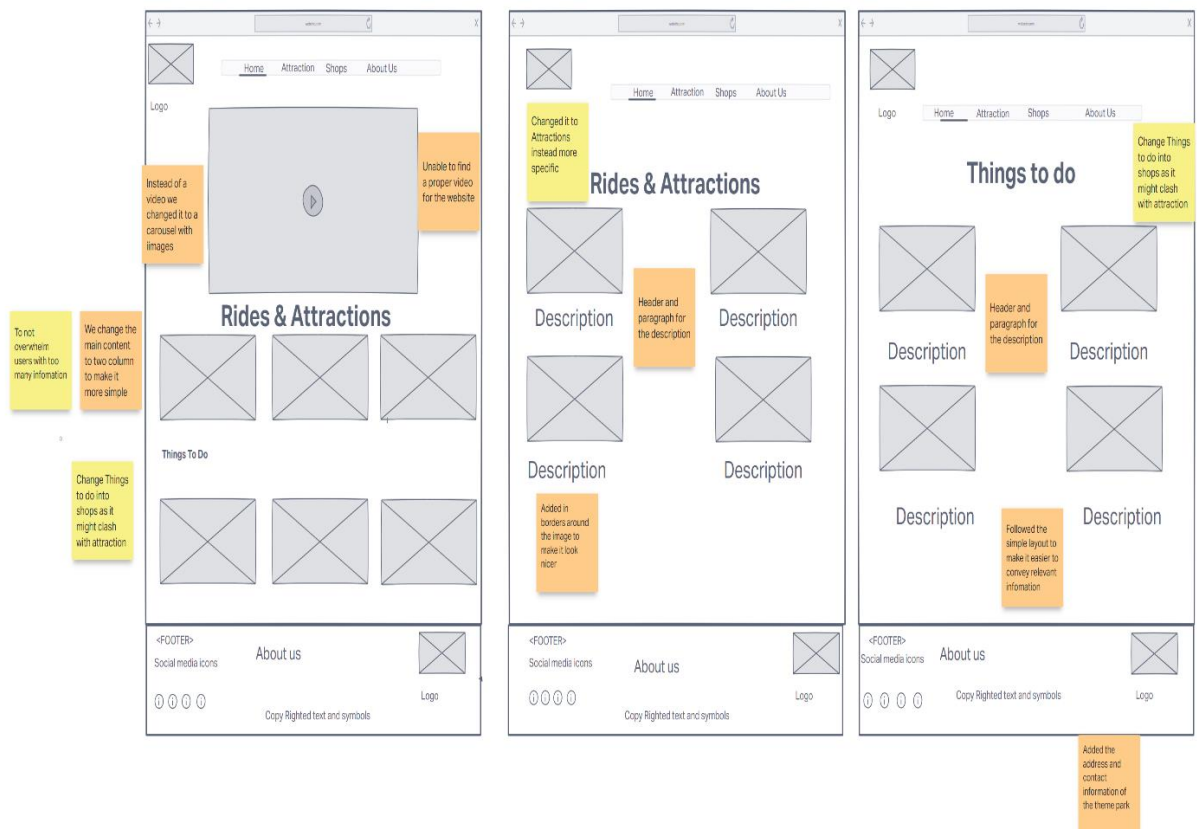 Home Attraction Shops About Us
Logo
Instead of a
video we
changed it to a
carousel with
iimages
Unable to find
a proper video
for the website
Rides & Attractions
To not
overwhelm
users with too
many infomation
We change the
main content
to two column
to make it
more simple
Things To Do
Change Things
to do into
shops as it
might clash
with attraction
<FOOTER>
Social media icons
About us
Logo
Copy Righted text and symbols
Home Attraction Shops About Us
Changed it to
Attractions
instead more
specific
Rides & Attractions
Description
Header and
paragraph for
the description
Description
Description
Description
Added in
borders around
the image to
make it look
nicer
<FOOTER>
Social media icons
About us
Logo
Copy Righted text and symbols
Logo
Home Attraction Shops About Us
Change Things
to do into
shops as it
might clash
with attraction
Things to do
Header and
paragraph for
the description
Description
Description
Description
Description
Followed the
simple layout to
make it easier to
convey relevant
infomation
<FOOTER>
Social media icons
About us
Logo
Copy Righted text and symbols
Added the
address and
contact
information of
the theme park